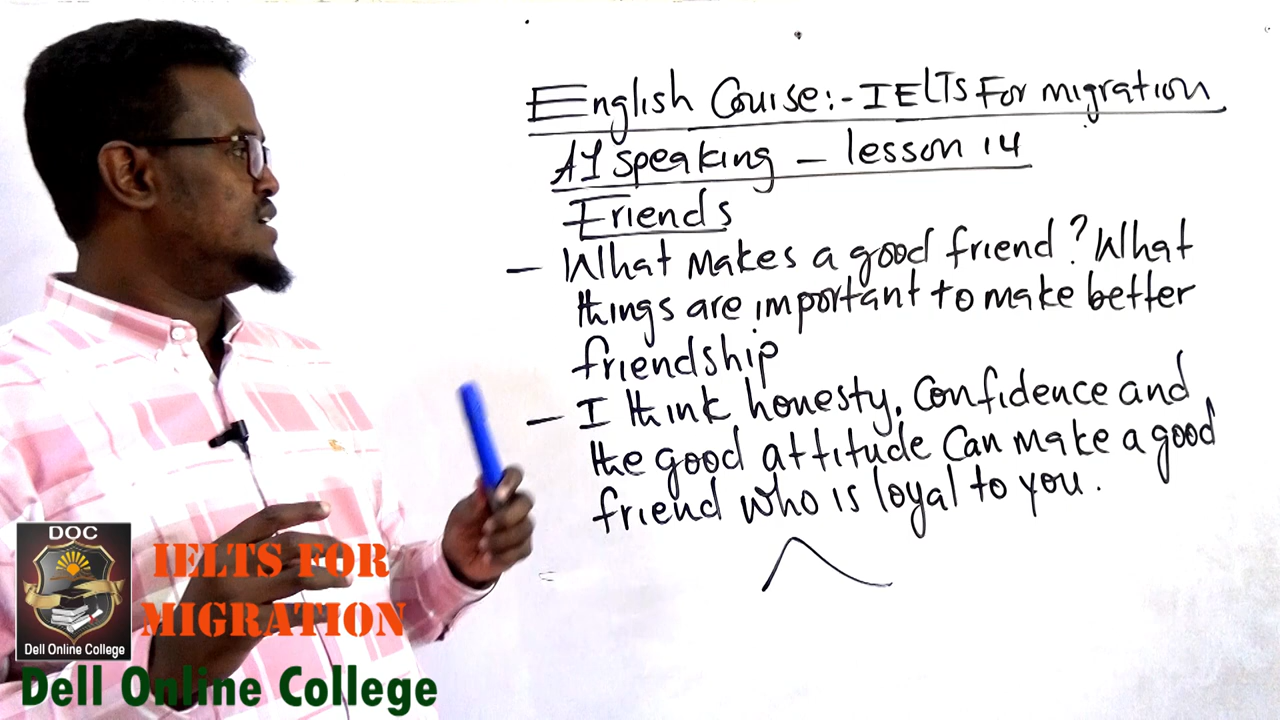 English Course:- IELTS For migration
A1 speaking - lesson 14
Friends
- What makes a good friend? What
things are important to make better
friendship
- I think honesty, Confidence and
the good attitude Can make a good
friend who is loyal to you.
DOC
Dell Online College
IELTS FOR
MIGRATION
Dell Online College